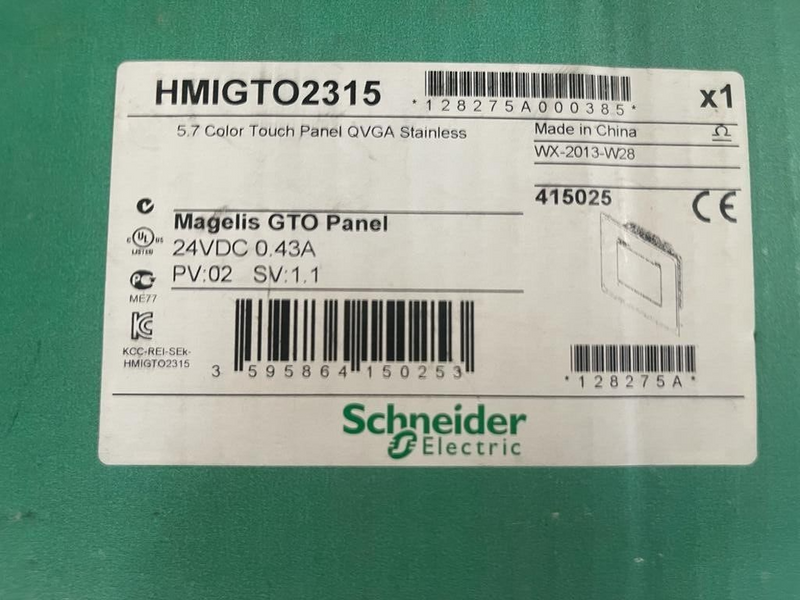 HMIGTO2315
*128275A000385*
x1
5.7 Color Touch Panel QVGA Stainless
Made in China
WX-2013-W28
415025
CE
Magelis GTO Panel
24VDC 0.43A
PV:02 SV:1.1
C UL US
LISTED
ME77
KCC-REI-SEk-
HMIGTO2315
3 595864 150253
*128275A*
Schneider
Electric